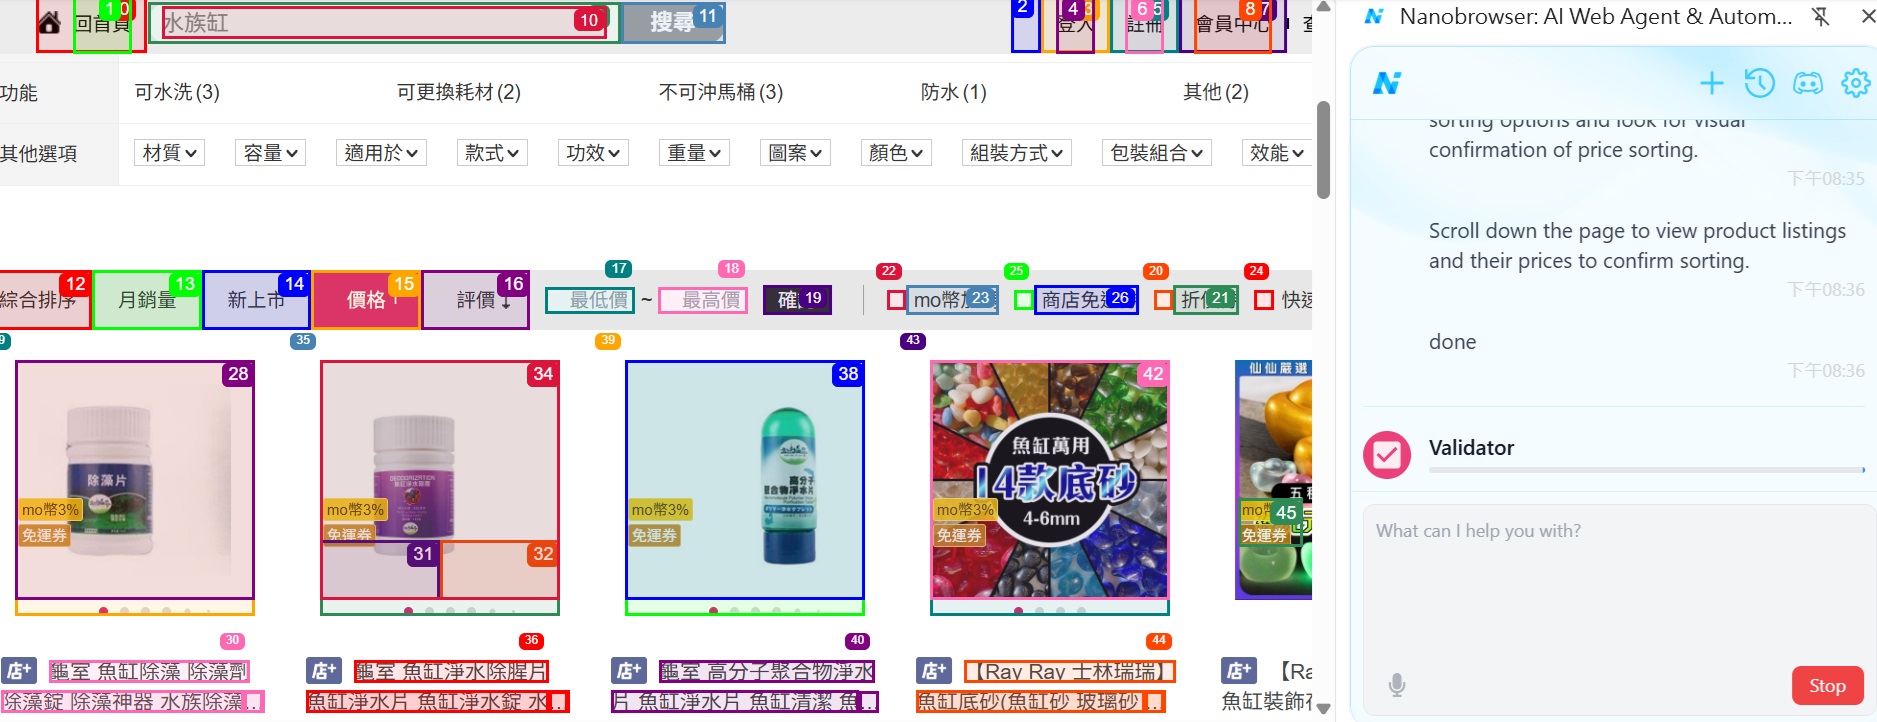 回首頁
水族缸
搜尋
登入
註冊
會員中心
功能
可水洗(3)
可更換耗材(2)
不可沖馬桶(3)
防水(1)
其他(2)
其他選項
材質
容量
適用於
款式
功效
重量
圖案
顏色
組裝方式
包裝組合
效能
綜合排序
月銷量
新上市
價格↑
評價↓
最低價
~
最高價
mo幣
商店免
快速
1
10
11
2
4
6
5
8
7
12
13
14
15
16
17
18
19
22
23
25
26
20
21
24
9
35
39
43
28
34
38
42
45
31
32
除藻片
mo幣3%
免運券
DEODORIZATION
mo幣3%
免運券
高分子
聚合物淨水片
mo幣3%
免運券
魚缸萬用
14款底砂
4-6mm
mo幣3%
免運券
仙仙嚴選
免運券
30
36
40
44
店+ 龜室 魚缸除藻 除藻劑
除藻錠 除藻神器 水族除藻...
店+ 龜室 魚缸淨水除腥片
魚缸淨水片 魚缸淨水錠 水...
店+ 龜室 高分子聚合物淨水
片 魚缸淨水片 魚缸清潔 魚...
店+ 【Ray Ray 士林瑞瑞】
魚缸底砂(魚缸砂 玻璃砂 ...
店+ 【Ra
魚缸裝飾
Nanobrowser: AI Web Agent & Autom...
sorting options and look for visual
confirmation of price sorting.
下午08:35
Scroll down the page to view product listings
and their prices to confirm sorting.
下午08:36
done
下午08:36
Validator
What can I help you with?
Stop